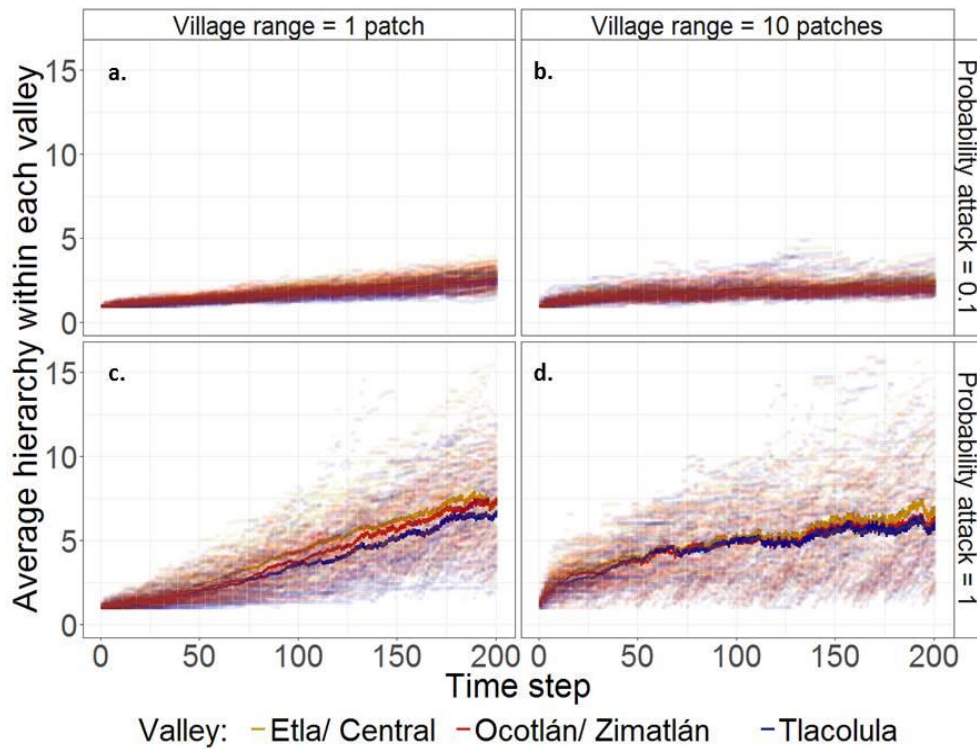 Village range = 1 patch
Village range = 10 patches
Average hierarchy within each valley
a.
b.
15
10
5
0
Probability attack = 0.1
c.
d.
15
10
5
0
Probability attack = 1
0 50 100 150 200
0 50 100 150 200
Time step
Valley: Etla/ Central Ocotlán/ Zimatlán Tlacolula